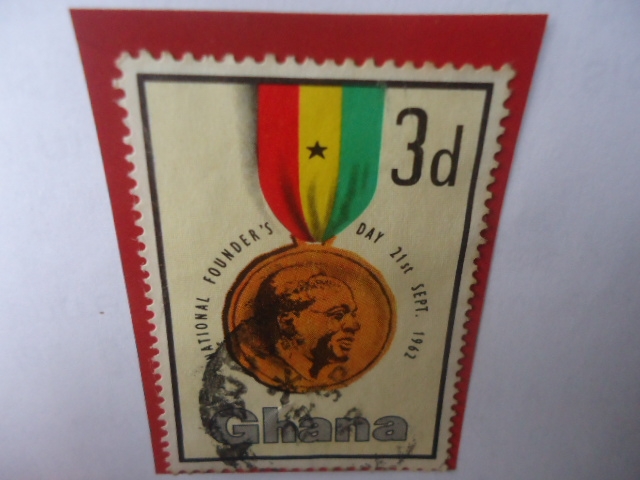 3d
NATIONAL FOUNDER'S DAY 21st SEPT. 1962
Ghana